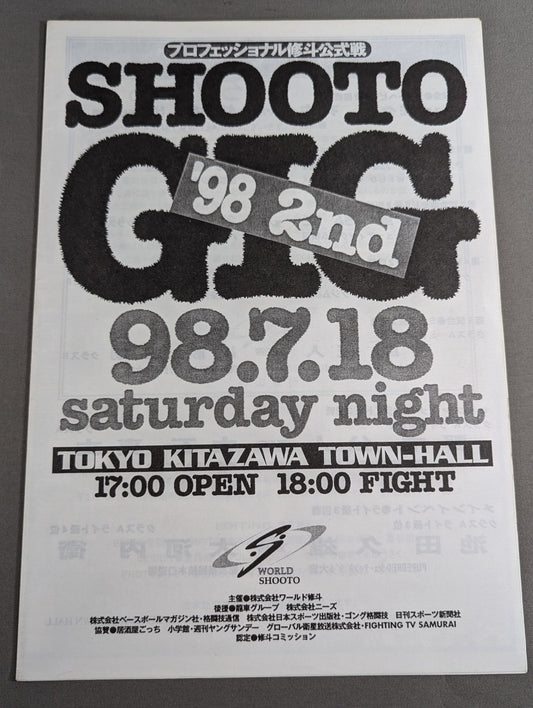 プロフェッショナル修斗公式戦
SHOOTO
GIG
'98 2nd
98.7.18
saturday night
TOKYO KITAZAWA TOWN-HALL
17:00 OPEN 18:00 FIGHT
WORLD
SHOOTO
主催●株式会社ワールド修斗
後援●龍車グループ 株式会社ニーズ
株式会社ベースボールマガジン社・格闘技通信 株式会社日本スポーツ出版社・ゴング格闘技 日刊スポーツ新聞社
協賛●居酒屋ごっち 小学館・週刊ヤングサンデー グローバル衛星放送株式会社・FIGHTING TV SAMURAI
認定●修斗コミッション